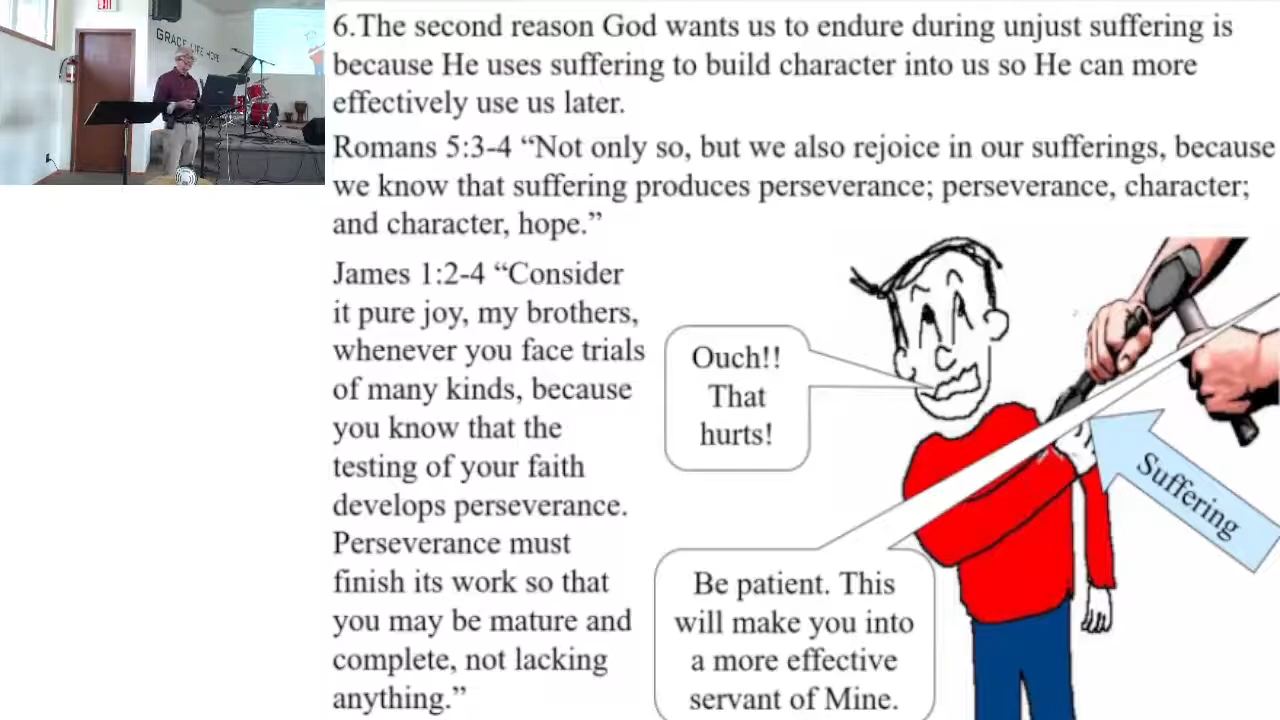 EXIT
GRACE LIFE HOPE
6.The second reason God wants us to endure during unjust suffering is
because He uses suffering to build character into us so He can more
effectively use us later.
Romans 5:3-4 “Not only so, but we also rejoice in our sufferings, because
we know that suffering produces perseverance; perseverance, character;
and character, hope.”
James 1:2-4 “Consider
it pure joy, my brothers,
whenever you face trials
of many kinds, because
you know that the
testing of your faith
develops perseverance.
Perseverance must
finish its work so that
you may be mature and
complete, not lacking
anything.”
Ouch!!
That
hurts!
Suffering
Be patient. This
will make you into
a more effective
servant of Mine.